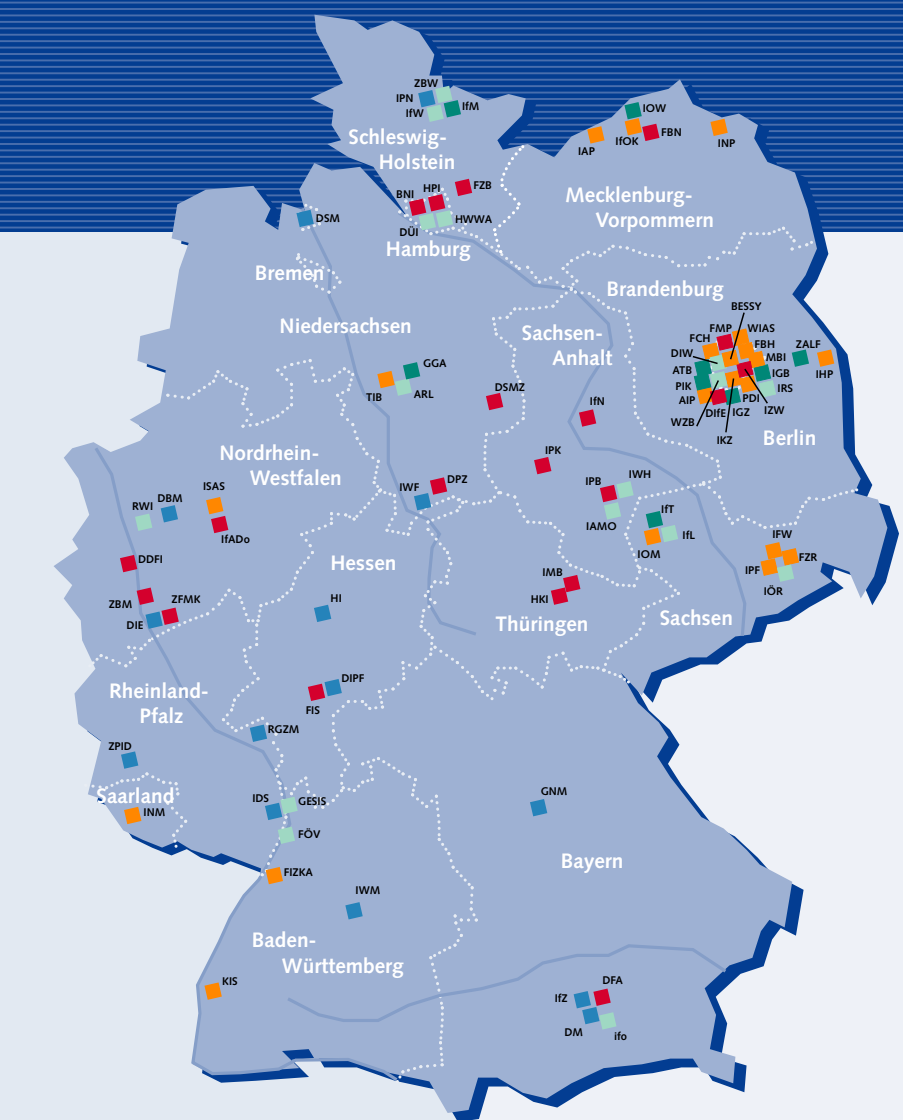 ZBW
IPN
IfW
IfM
Schleswig-
Holstein
IOW
IAP
IfOK
FBN
INP
BNI
HPI
FZB
DSM
DÜI
HWWA
Hamburg
Mecklenburg-
Vorpommern
Bremen
Brandenburg
BESSY
Niedersachsen
Sachsen-
Anhalt
FMP
WIAS
FCH
FBH
DIW
MBI
ZALF
ATB
IGB
IHP
PIK
IRS
AIP
PDI
WZB
DIfE
IGZ
IZW
IKZ
Berlin
GGA
TIB
ARL
DSMZ
IfN
Nordrhein-
Westfalen
IPK
ISAS
DBM
RWI
IfADo
IWF
DPZ
IPB
IWH
IAMO
IfT
IfL
IOM
IFW
FZR
IPF
IÖR
DDFI
Hessen
IMB
HKI
ZBM
ZFMK
DIE
HI
Thüringen
Sachsen
Rheinland-
Pfalz
DIPF
FIS
RGZM
ZPID
Saarland
INM
IDS
GESIS
FÖV
GNM
FIZKA
Bayern
IWM
Baden-
Württemberg
KIS
DFA
IfZ
DM
ifo